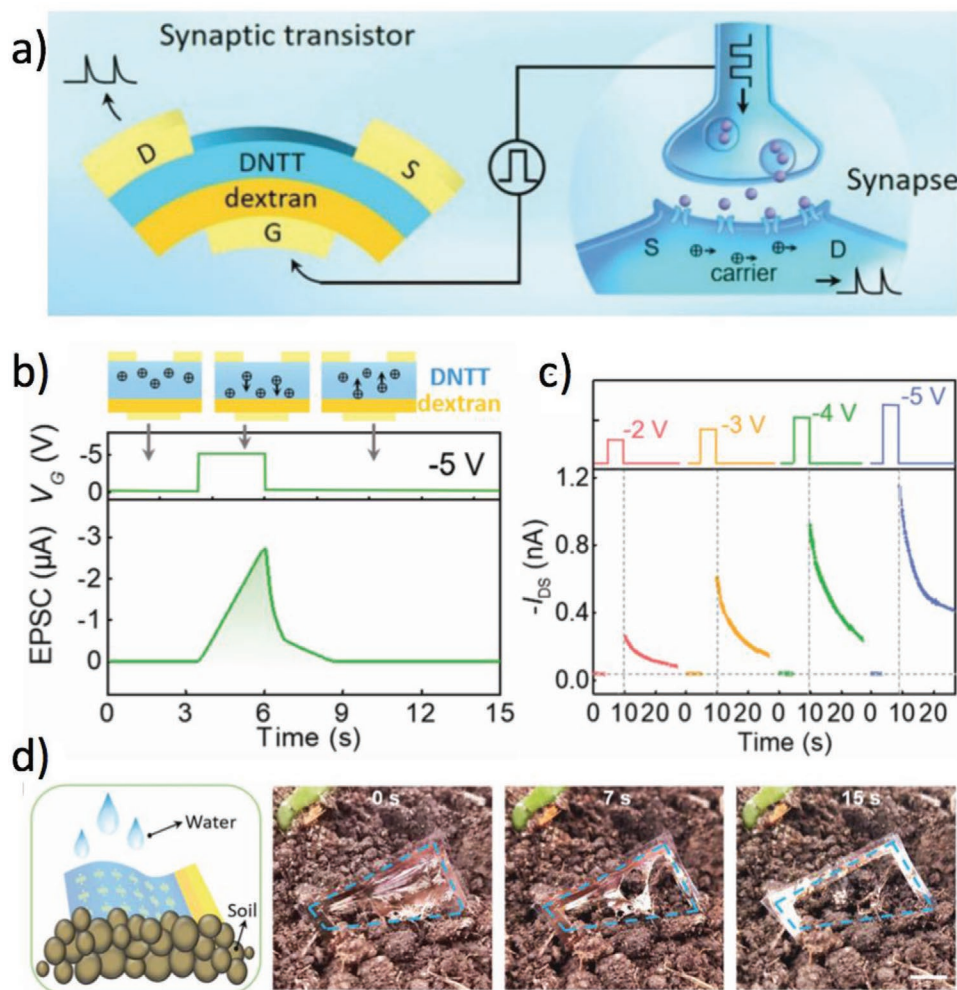 a)
Synaptic transistor
D
DNTT
S
dextran
G
Synapse
S
D
carrier
b)
DNTT
dextran
V_G (V)
-5
0
-5 V
EPSC (μA)
-3
-2
-1
0
0 3 6 9 12 15
Time (s)
c)
-2 V
-3 V
-4 V
-5 V
-I_DS (nA)
1.2
0.8
0.4
0.0
0 10 20 0 10 20 0 10 20 0 10 20
Time (s)
d)
Water
Soil
0 s
7 s
15 s